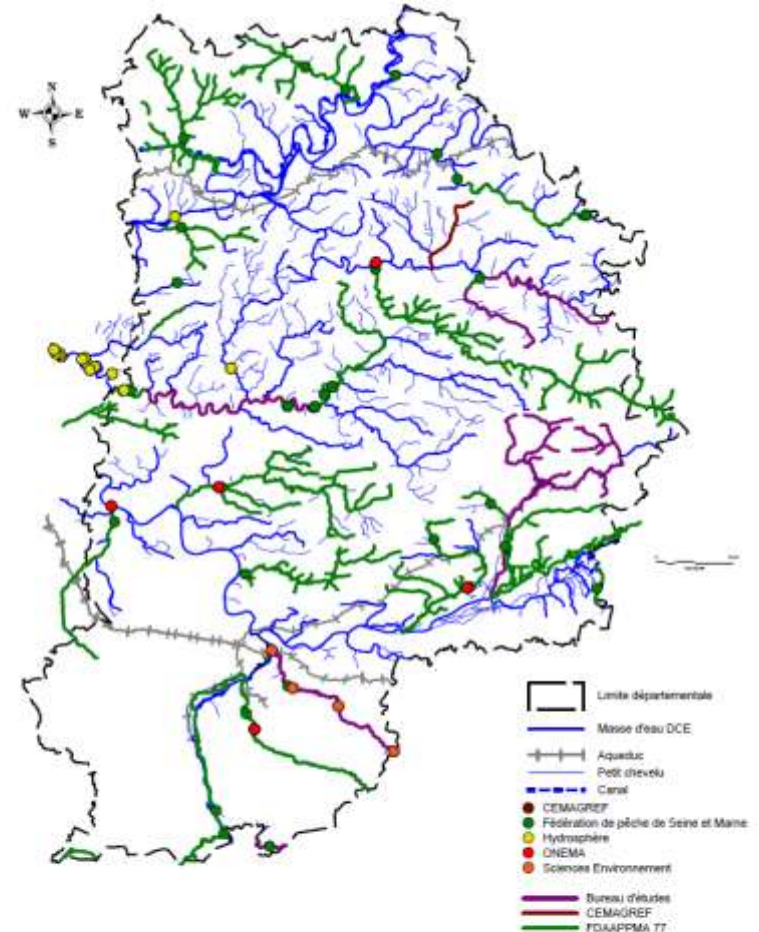 N
W E
S
Limite départementale
Masse d'eau DCE
Aqueduc
Petit chevelu
Canal
CEMAGREF
Fédération de pêche de Seine et Marne
Hydrosphère
ONEMA
Sciences Environnement
Bureau d'études
CEMAGREF
FDAAPPMA 77